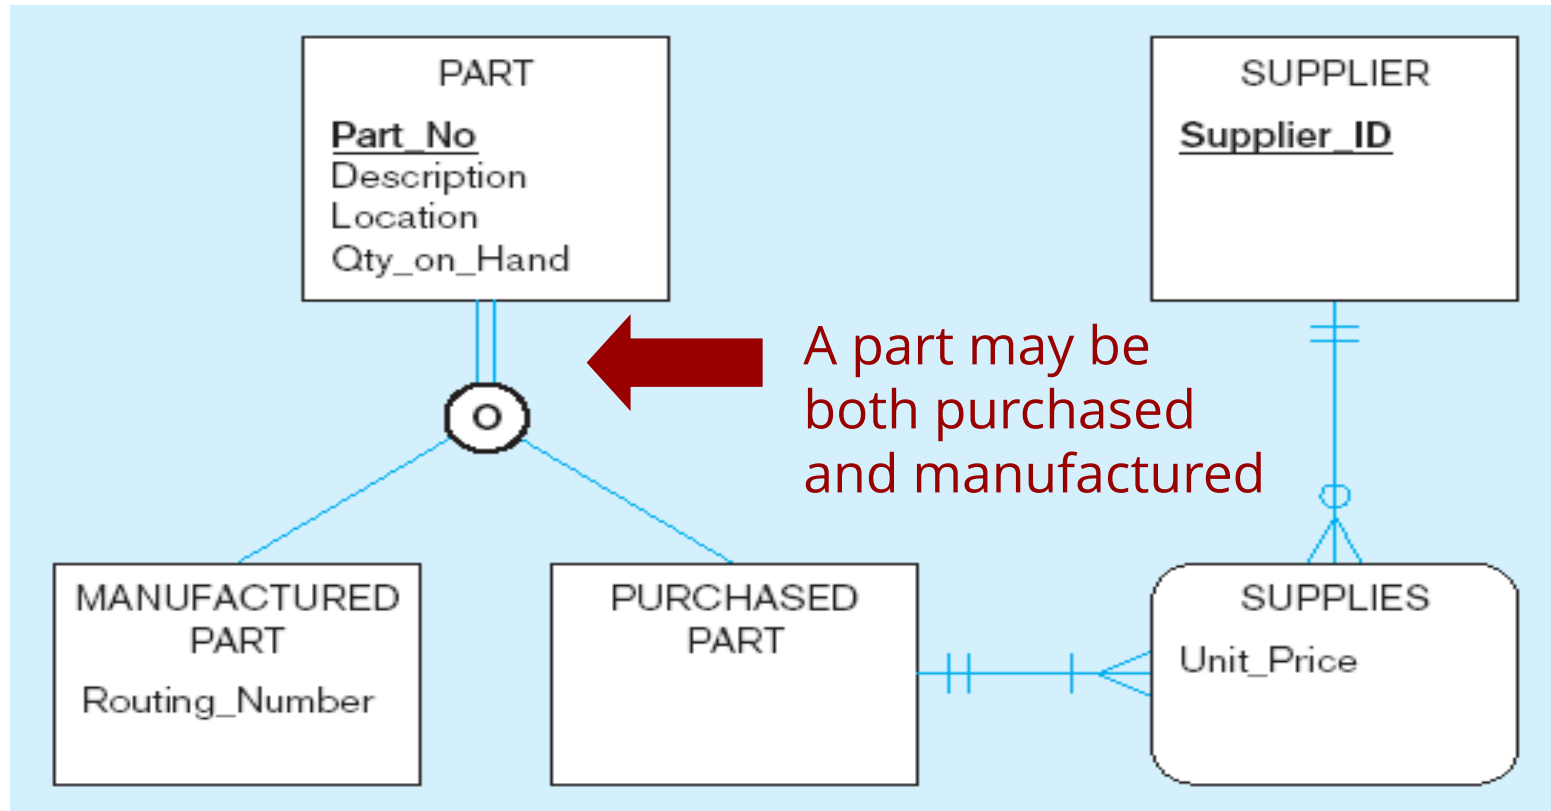 PART
Part_No
Description
Location
Qty_on_Hand
SUPPLIER
Supplier_ID
A part may be
both purchased
and manufactured
O
MANUFACTURED
PART
Routing_Number
PURCHASED
PART
SUPPLIES
Unit_Price